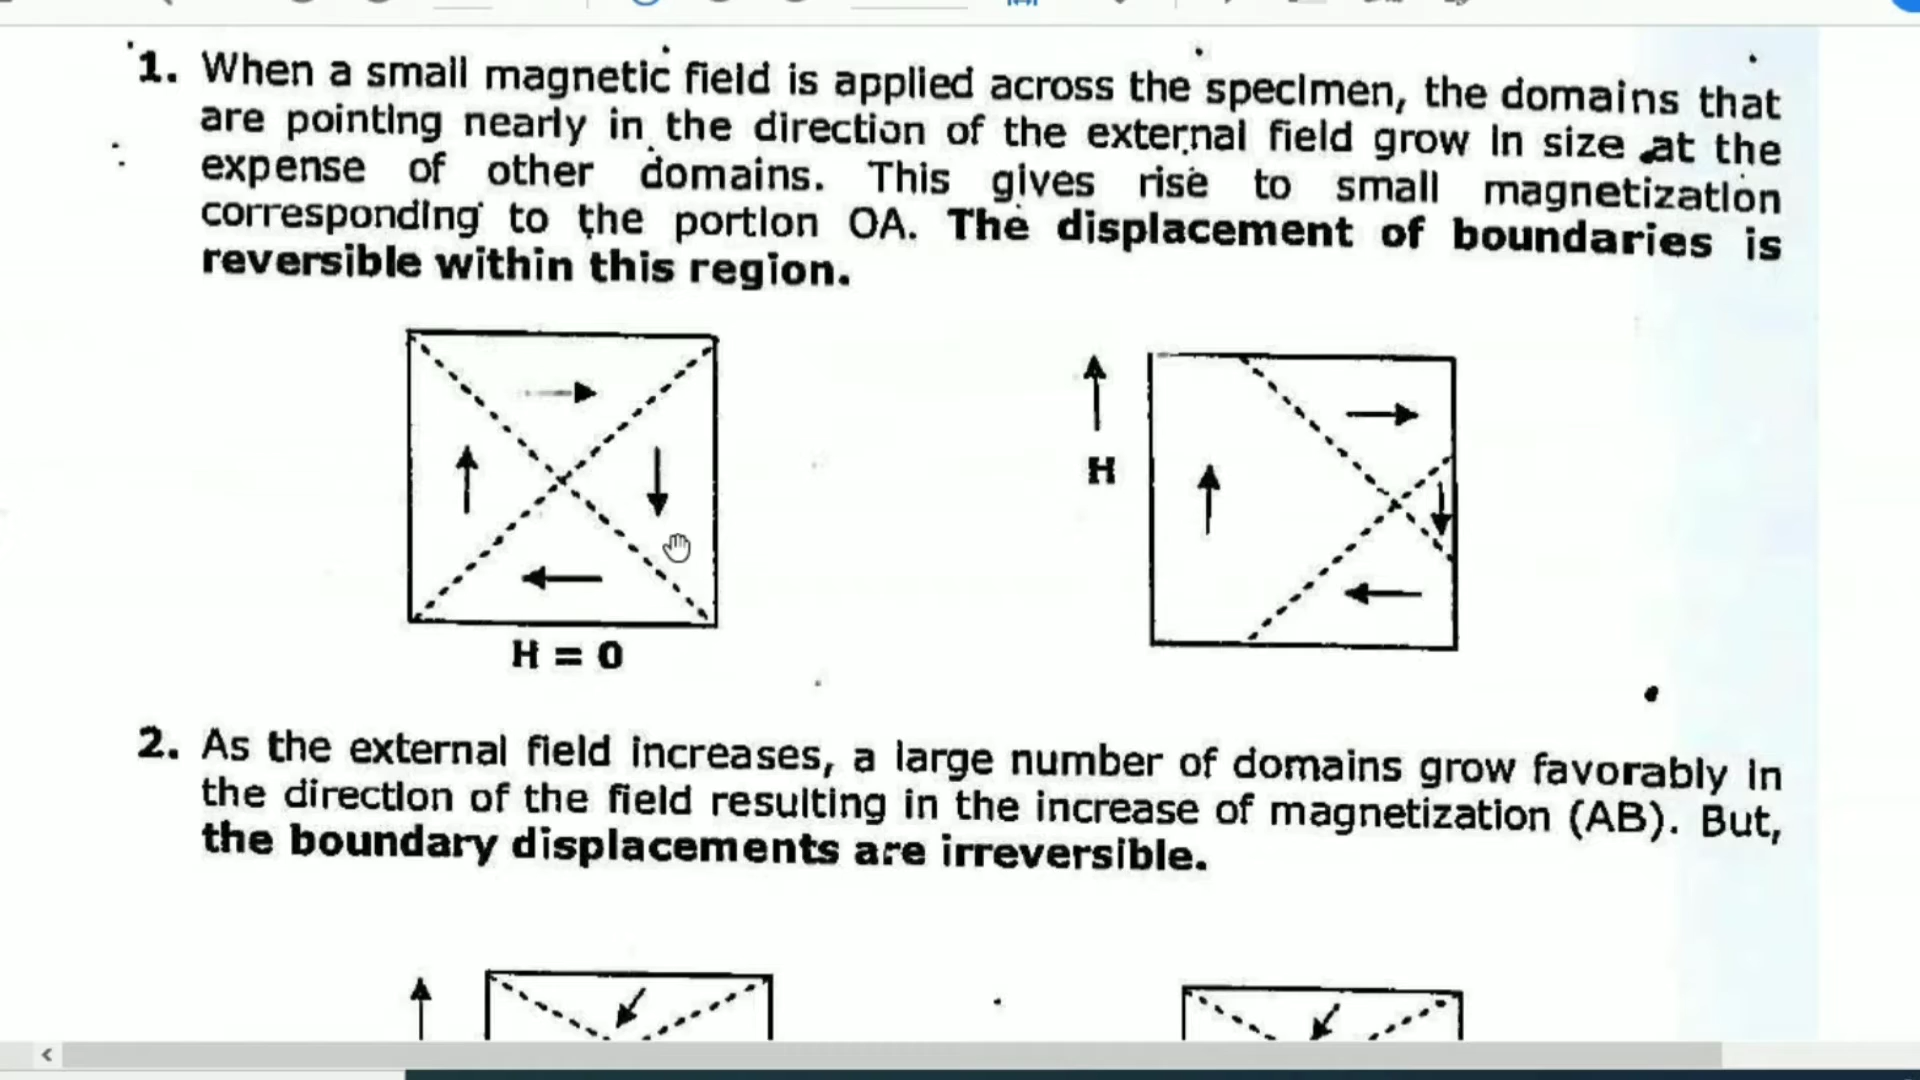 1. When a small magnetic field is applied across the specimen, the domains that
are pointing nearly in the direction of the external field grow in size at the
expense of other domains. This gives rise to small magnetization
corresponding to the portion OA. The displacement of boundaries is
reversible within this region.
H
H = 0
2. As the external field increases, a large number of domains grow favorably in
the direction of the field resulting in the increase of magnetization (AB). But,
the boundary displacements are irreversible.